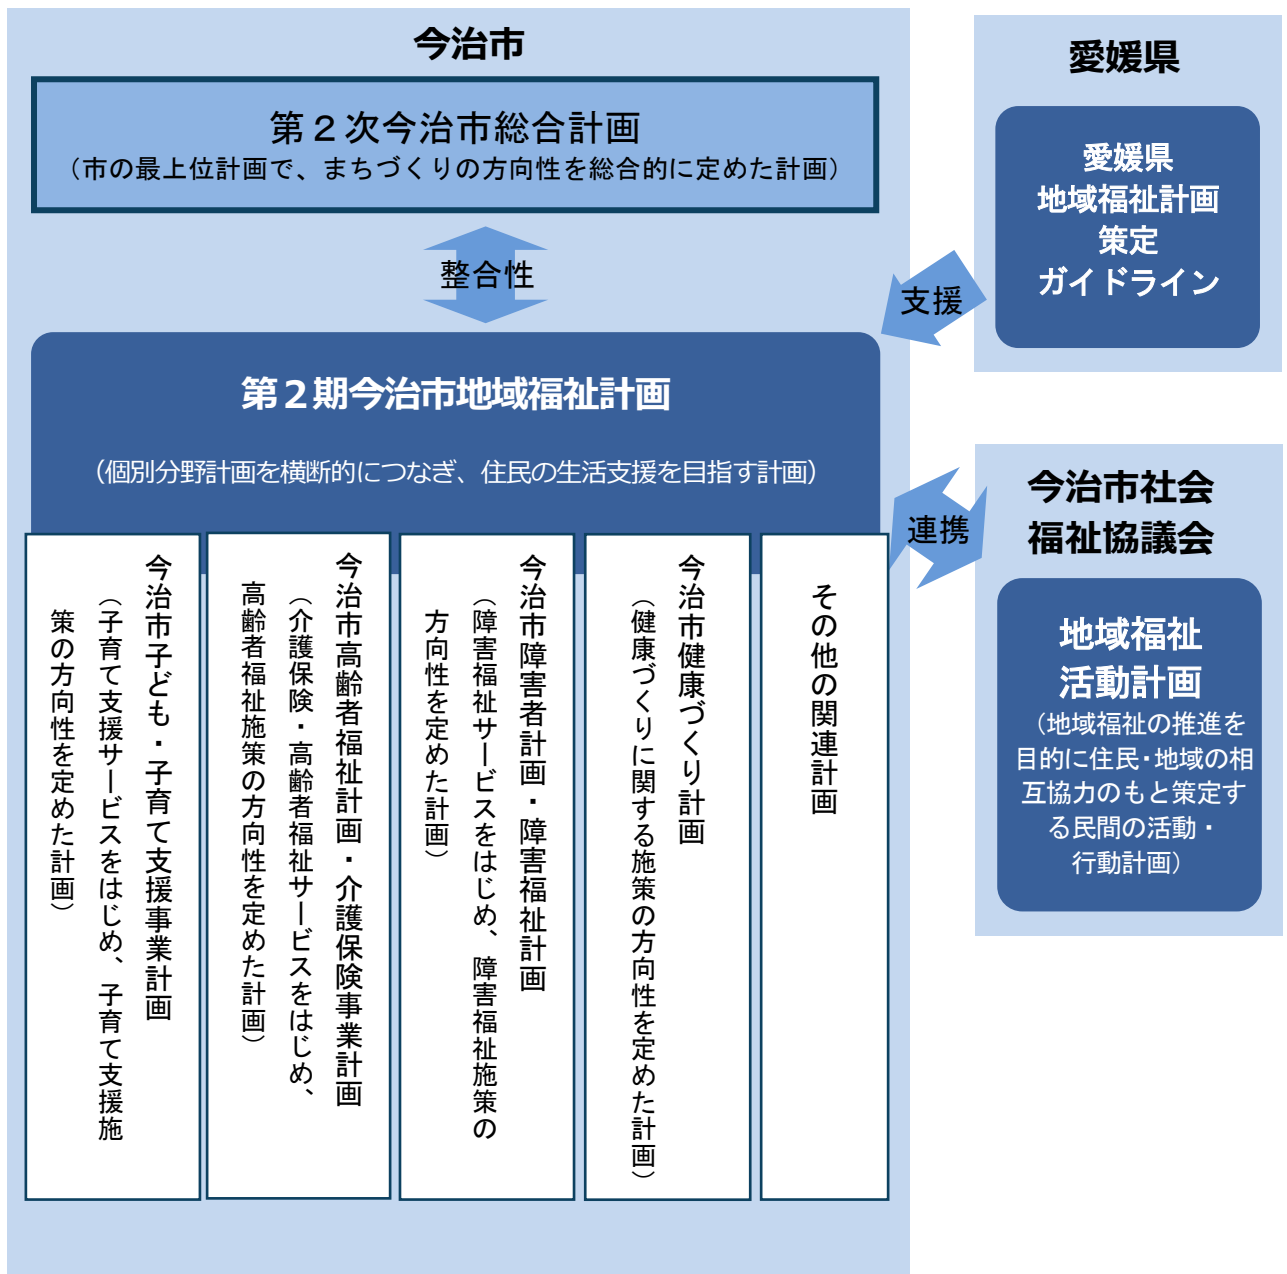 今治市
第２次今治市総合計画
（市の最上位計画で、まちづくりの方向性を総合的に定めた計画）
整合性
第２期今治市地域福祉計画
（個別分野計画を横断的につなぎ、住民の生活支援を目指す計画）
今治市子ども・子育て支援事業計画
（子育て支援サービスをはじめ、子育て支援施
策の方向性を定めた計画）
今治市高齢者福祉計画・介護保険事業計画
（介護保険・高齢者福祉サービスをはじめ、
高齢者福祉施策の方向性を定めた計画）
今治市障害者計画・障害福祉計画
（障害福祉サービスをはじめ、障害福祉施策の
方向性を定めた計画）
今治市健康づくり計画
（健康づくりに関する施策の方向性を定めた計画）
その他の関連計画
愛媛県
愛媛県
地域福祉計画
策定
ガイドライン
支援
連携
今治市社会
福祉協議会
地域福祉
活動計画
（地域福祉の推進を
目的に住民・地域の相
互協力のもと策定す
る民間の活動・
行動計画）